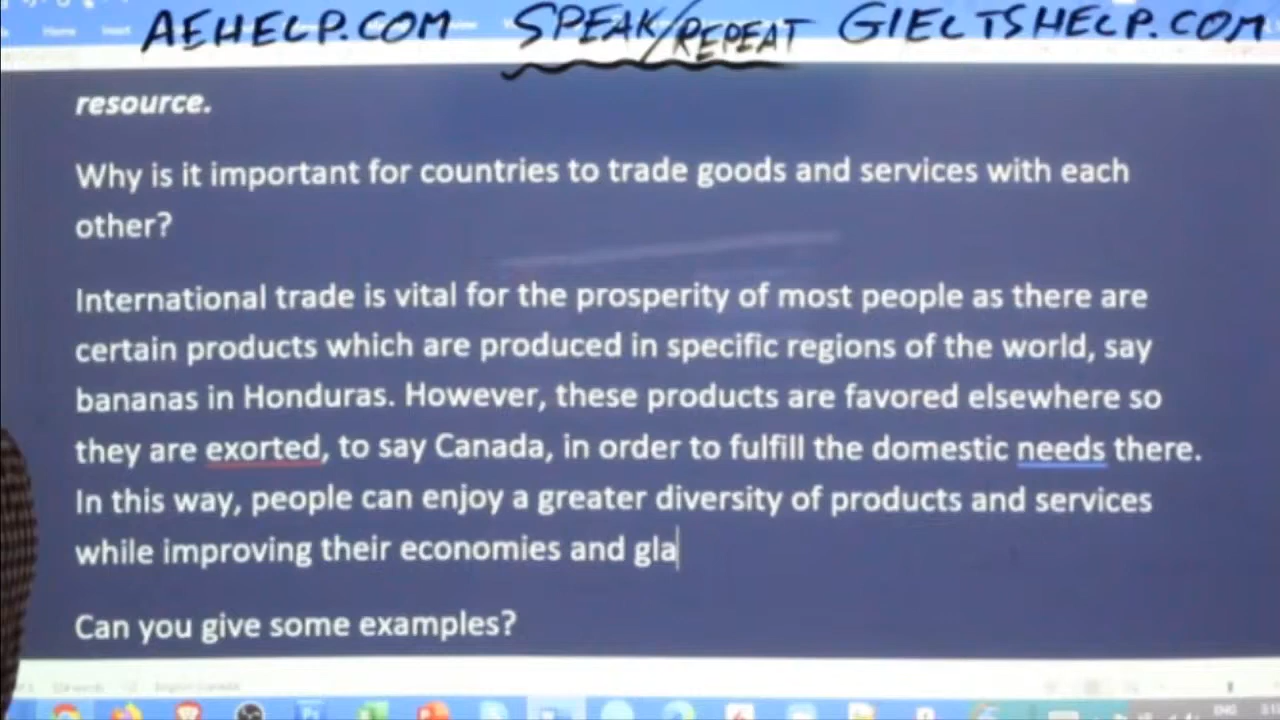 AEHELP.COM SPEAK/REPEAT GIELTSHELP.COM
resource.
Why is it important for countries to trade goods and services with each
other?
International trade is vital for the prosperity of most people as there are
certain products which are produced in specific regions of the world, say
bananas in Honduras. However, these products are favored elsewhere so
they are exorted, to say Canada, in order to fulfill the domestic needs there.
In this way, people can enjoy a greater diversity of products and services
while improving their economies and gla
Can you give some examples?
ENG